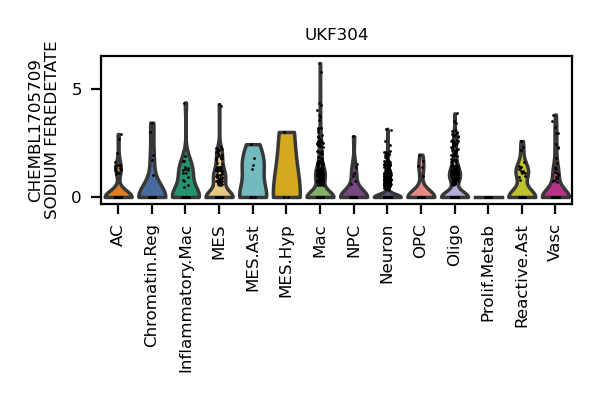 UKF304
CHEMBL1705709
SODIUM FEREDETATE
5
0
AC
Chromatin.Reg
Inflammatory.Mac
MES
MES.Ast
MES.Hyp
Mac
NPC
Neuron
OPC
Oligo
Prolif.Metab
Reactive.Ast
Vasc